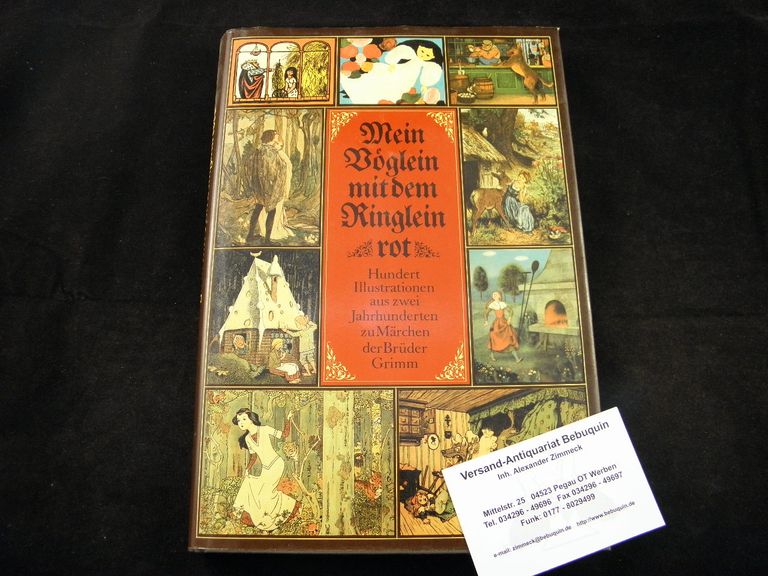 Mein
Vöglein
mit dem
Ringlein
rot
Hundert
Illustrationen
aus zwei
Jahrhunderten
zu Märchen
der Brüder
Grimm
Versand-Antiquariat Bebuquin
Inh. Alexander Zimmeck
Mittelstr. 25 04523 Pegau OT Werben
Tel. 034296 - 49696 Fax 034296 - 49697
Funk: 0177 - 8029499
e-mail: zimmeck@bebuquin.de http://www.bebuquin.de